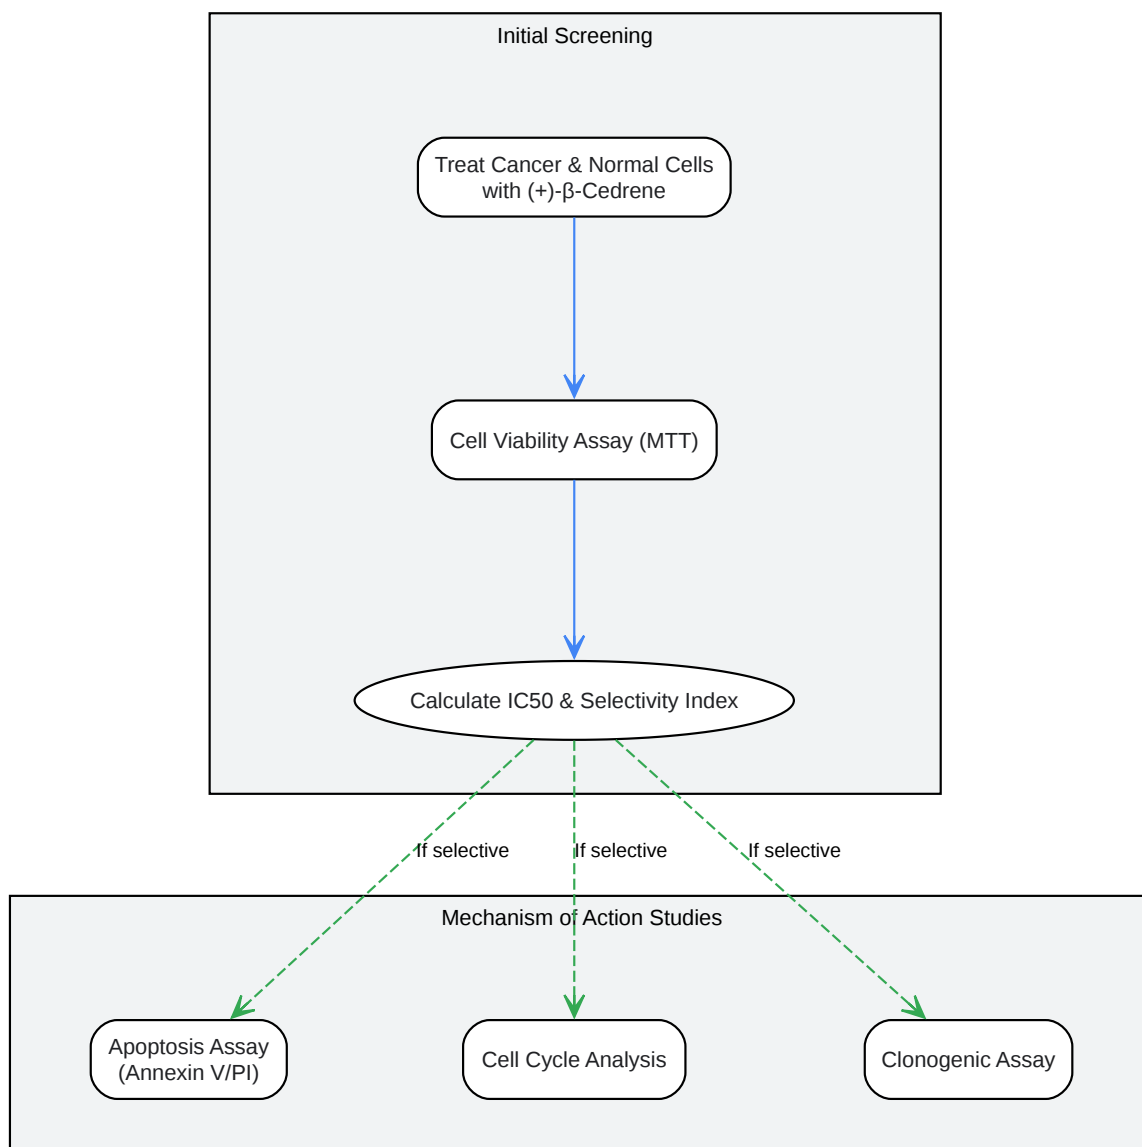 Initial Screening
Treat Cancer & Normal Cells
with (+)-β-Cedrene
Cell Viability Assay (MTT)
Calculate IC50 & Selectivity Index
If selective
If selective
If selective
Mechanism of Action Studies
Apoptosis Assay
(Annexin V/PI)
Cell Cycle Analysis
Clonogenic Assay